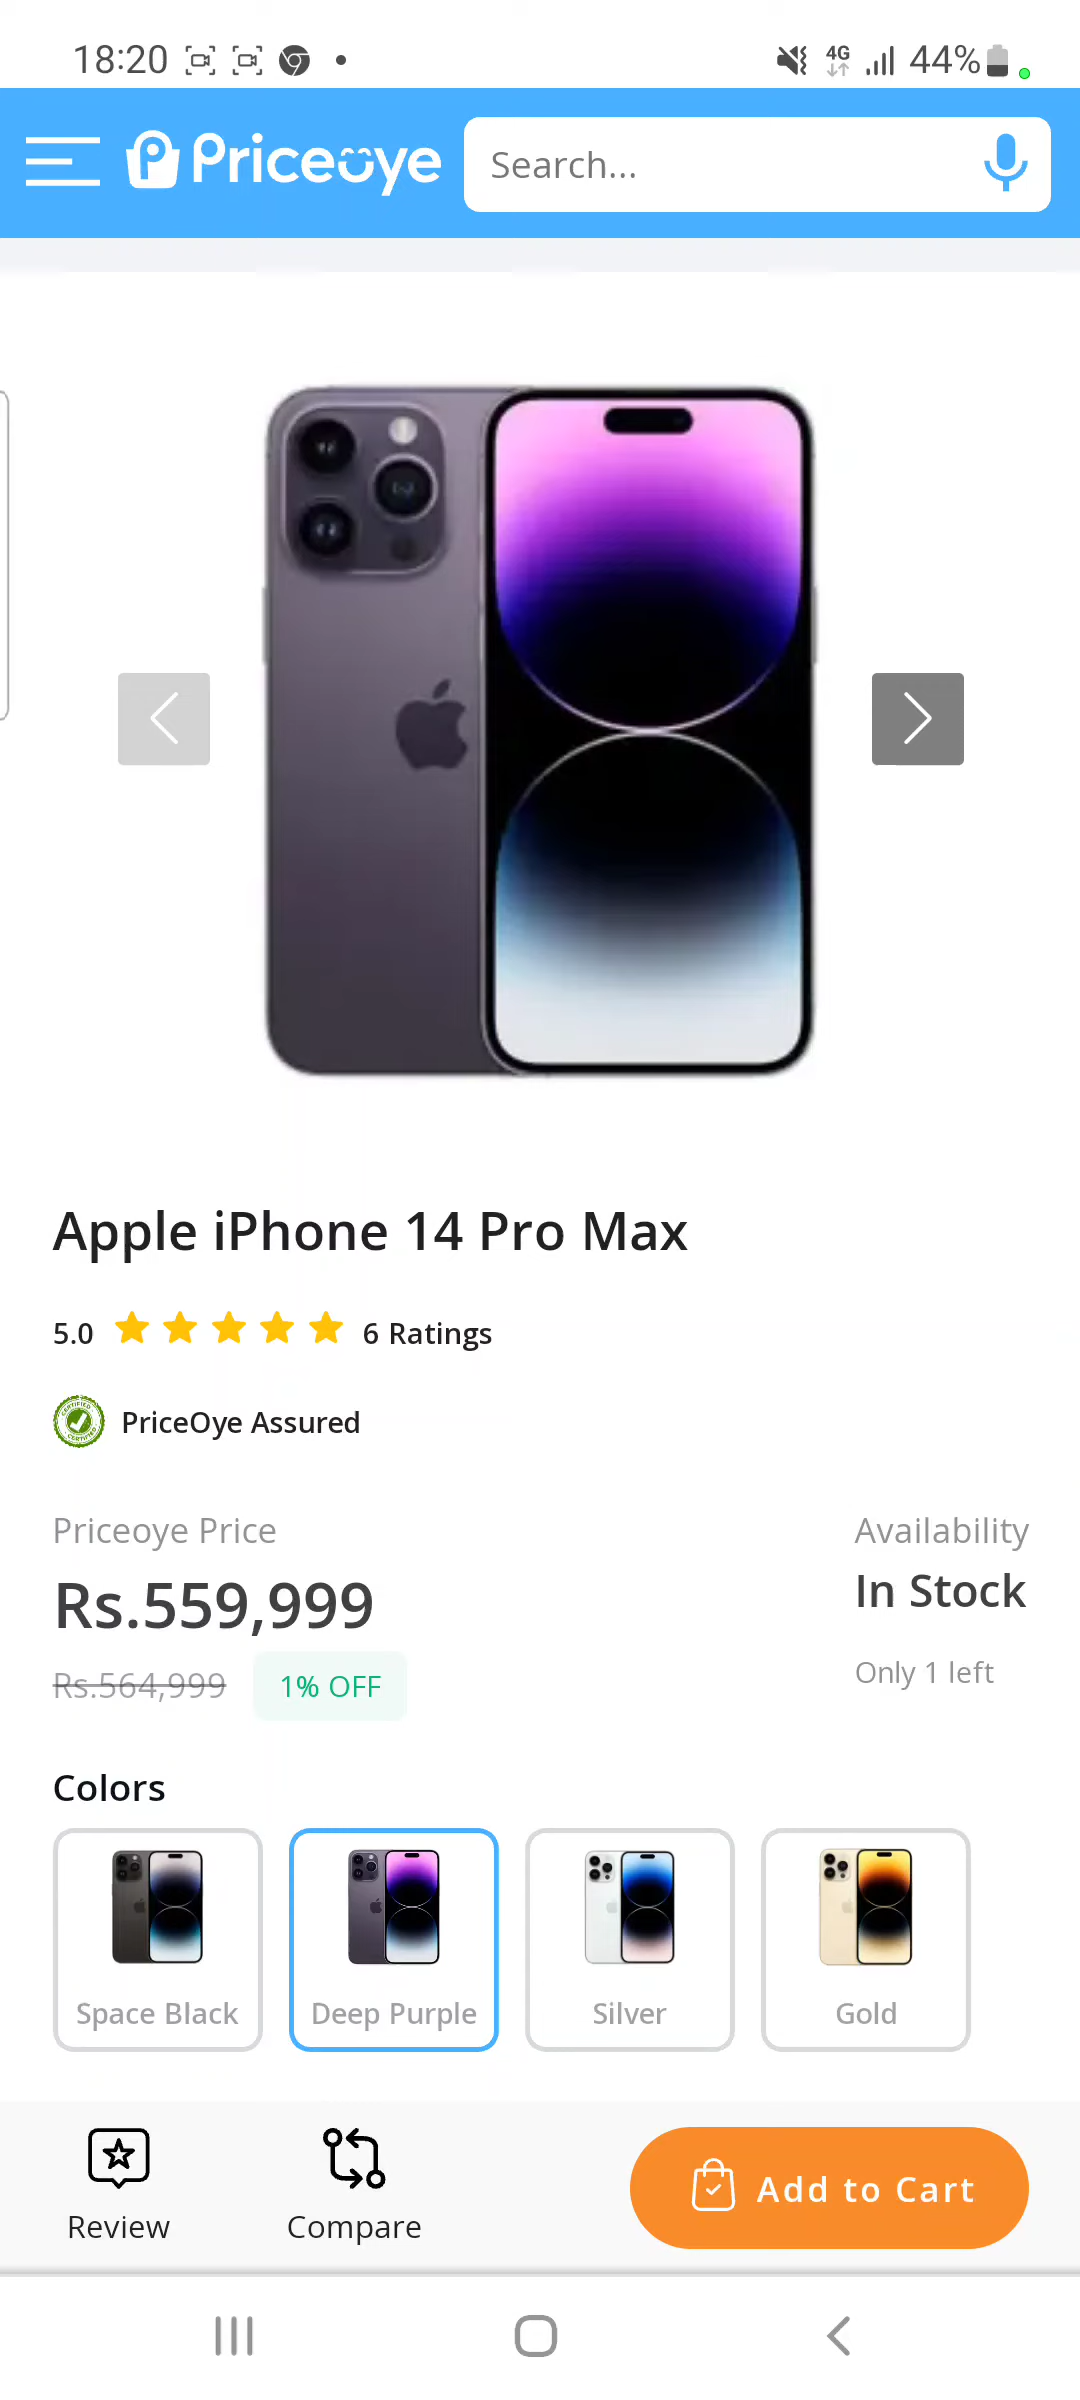 18:20
4G
44%
Priceoye
Search...
Apple iPhone 14 Pro Max
5.0
6 Ratings
PriceOye Assured
Priceoye Price
Availability
Rs.559,999
In Stock
Rs.564,999
1% OFF
Only 1 left
Colors
Space Black
Deep Purple
Silver
Gold
Review
Compare
Add to Cart